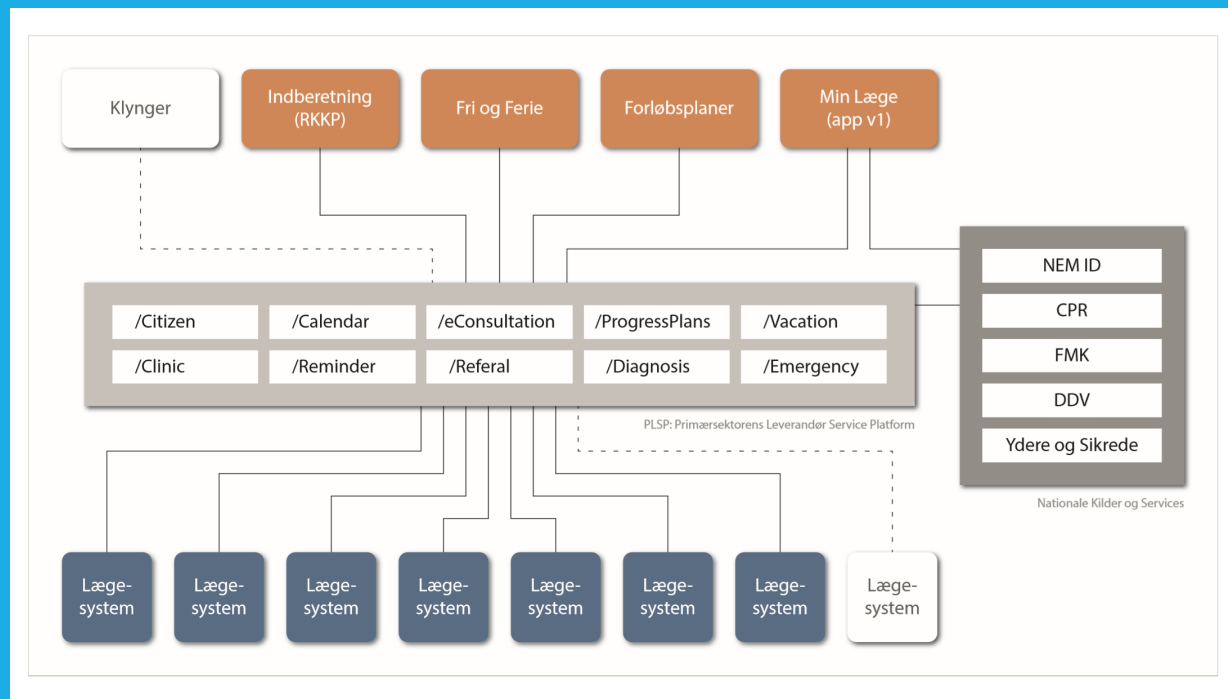 Klynger
Indberetning
(RKKP)
Fri og Ferie
Forløbsplaner
Min Læge
(app v1)
/Citizen
/Calendar
/eConsultation
/ProgressPlans
/Vacation
/Clinic
/Reminder
/Referal
/Diagnosis
/Emergency
PLSP: Primærsektorens Leverandør Service Platform
NEM ID
CPR
FMK
DDV
Ydere og Sikrede
Nationale Kilder og Services
Læge-
system
Læge-
system
Læge-
system
Læge-
system
Læge-
system
Læge-
system
Læge-
system
Læge-
system